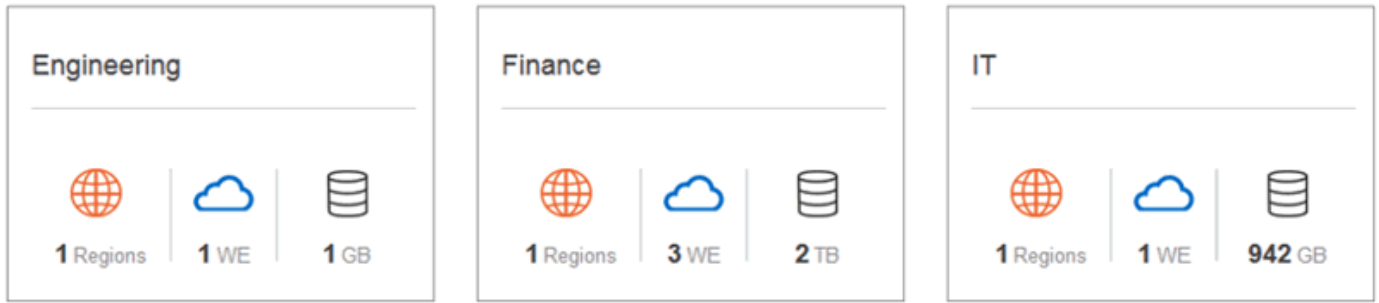 Engineering
1 Regions
1 WE
1 GB
Finance
1 Regions
3 WE
2 TB
IT
1 Regions
1 WE
942 GB